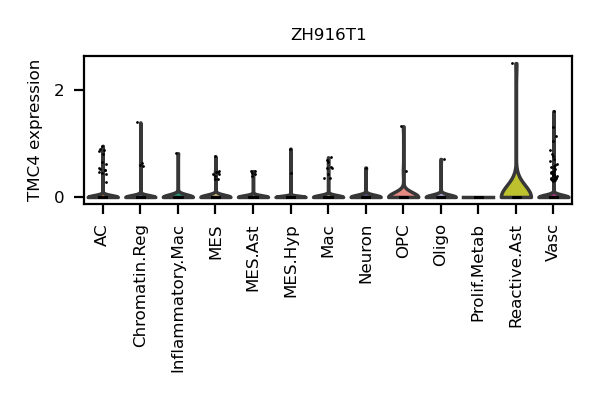 ZH916T1
TMC4 expression
2
0
AC
Chromatin.Reg
Inflammatory.Mac
MES
MES.Ast
MES.Hyp
Mac
Neuron
OPC
Oligo
Prolif.Metab
Reactive.Ast
Vasc